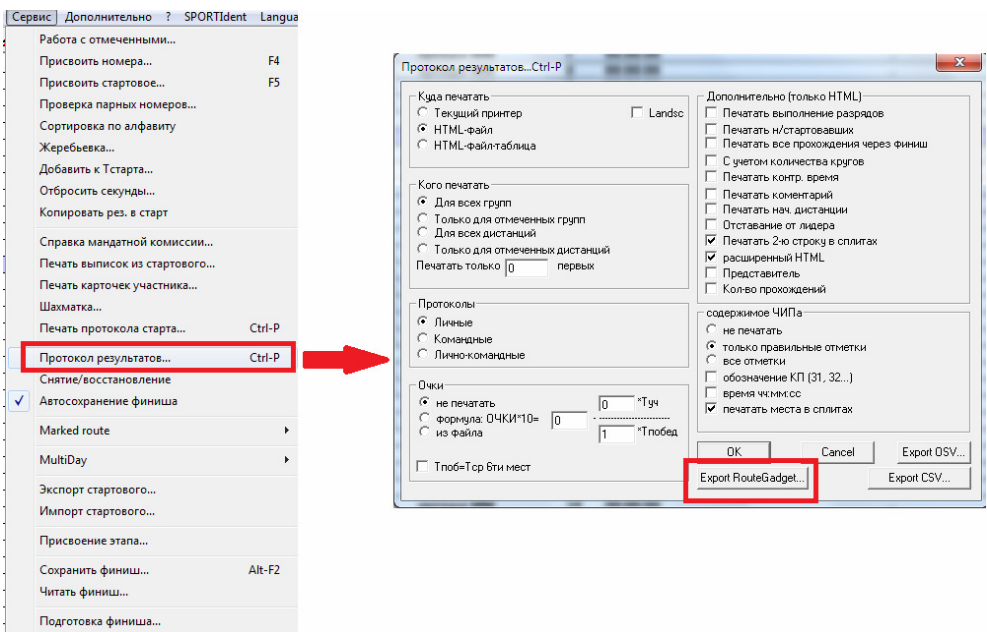 Сервис Дополнительно ? SPORTIdent Langua
Работа с отмеченными...
Присвоить номера... F4
Присвоить стартовое... F5
Проверка парных номеров...
Сортировка по алфавиту
Жеребьевка...
Добавить к Тстарта...
Отбросить секунды...
Копировать рез. в старт
Справка мандатной комиссии...
Печать выписок из стартового...
Печать карточек участника...
Шахматка...
Печать протокола старта... Ctrl-P
Протокол результатов... Ctrl-P
Снятие/восстановление
Автосохранение финиша
Marked route
MultiDay
Экспорт стартового...
Импорт стартового...
Присвоение этапа...
Сохранить финиш... Alt-F2
Читать финиш...
Подготовка финиша...
Протокол результатов...Ctrl-P
Куда печатать
Текущий принтер Landsc
HTML-файл
HTML-файл-таблица
Кого печатать
Для всех групп
Только для отмеченных групп
Для всех дистанций
Только для отмеченных дистанций
Печатать только 0 первых
Протоколы
Личные
Командные
Лично-командные
Очки
не печатать 0 *Туч
формула: ОЧКИ*10= 0 -
из файла 1 *Тпобед
Тпоб=Тср 6ти мест
Дополнительно (только HTML)
Печатать выполнение разрядов
Печатать н/стартовавших
Печатать все прохождения через финиш
С учетом количества кругов
Печатать контр. время
Печатать коментарий
Печатать нач. дистанции
Отставание от лидера
Печатать 2-ю строку в сплитах
расширенный HTML
Представитель
Кол-во прохождений
содержимое ЧИПа
не печатать
только правильные отметки
все отметки
обозначение КП (31, 32...)
время чч:мм:сс
печатать места в сплитах
OK Cancel Export OSV...
Export RouteGadget... Export CSV...